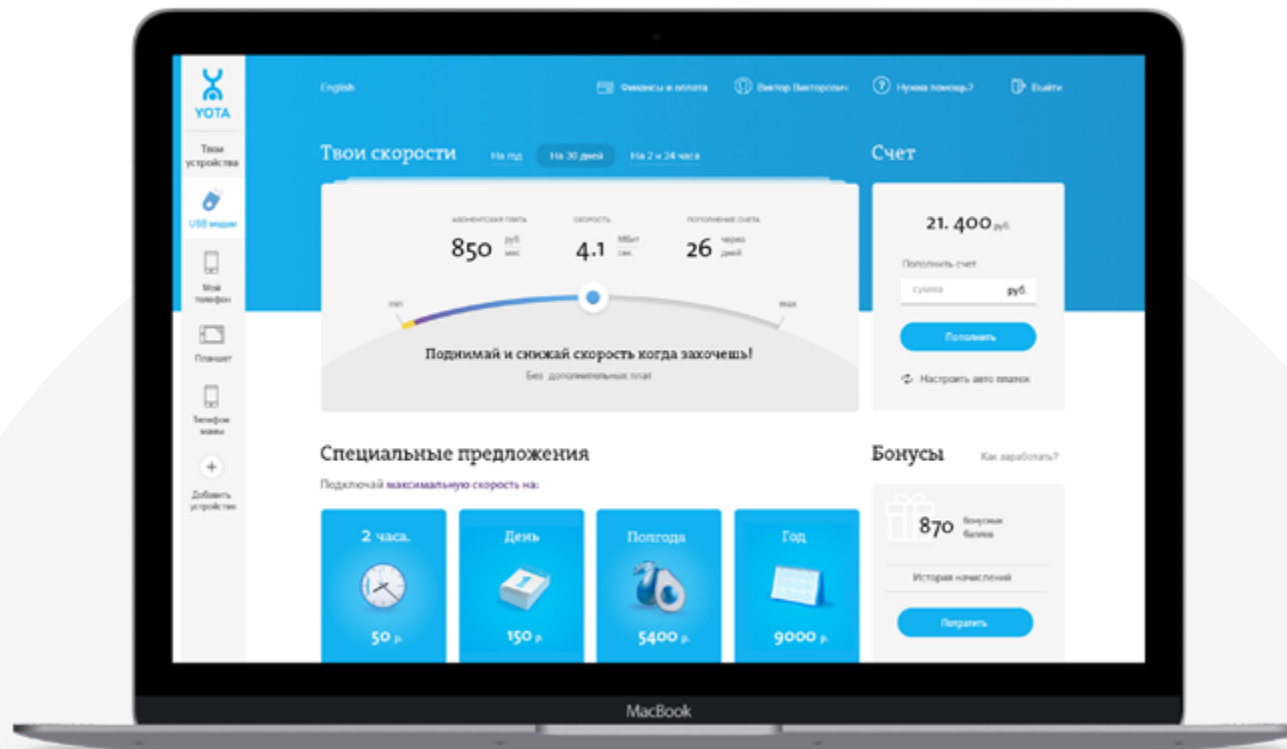 YOTA
Твои
устройства
USB модем
Мой
телефон
Планшет
Телефон
мамы
+
Добавить
устройство
English
Финансы и оплата
Виктор Викторович
? Нужна помощь?
Выйти
Твои скорости
На год
На 30 дней
На 2 и 24 часа
АБОНЕНТСКАЯ ПЛАТА
850 руб. мес
СКОРОСТЬ
4.1 Мбит сек.
ПОПОЛНЕНИЕ СЧЕТА
26 через дней
min
max
Поднимай и снижай скорость когда захочешь!
Без дополнительных плат
Счет
21.400 руб.
Пополнить счет
сумма руб.
Пополнить
Настроить авто платеж
Специальные предложения
Подключай максимальную скорость на:
2 часа.
50 р.
День
1
150 р.
Полгода
5400 р.
Год
9000 р.
Бонусы
Как заработать?
870 бонусных баллов
История начислений
Потратить
MacBook